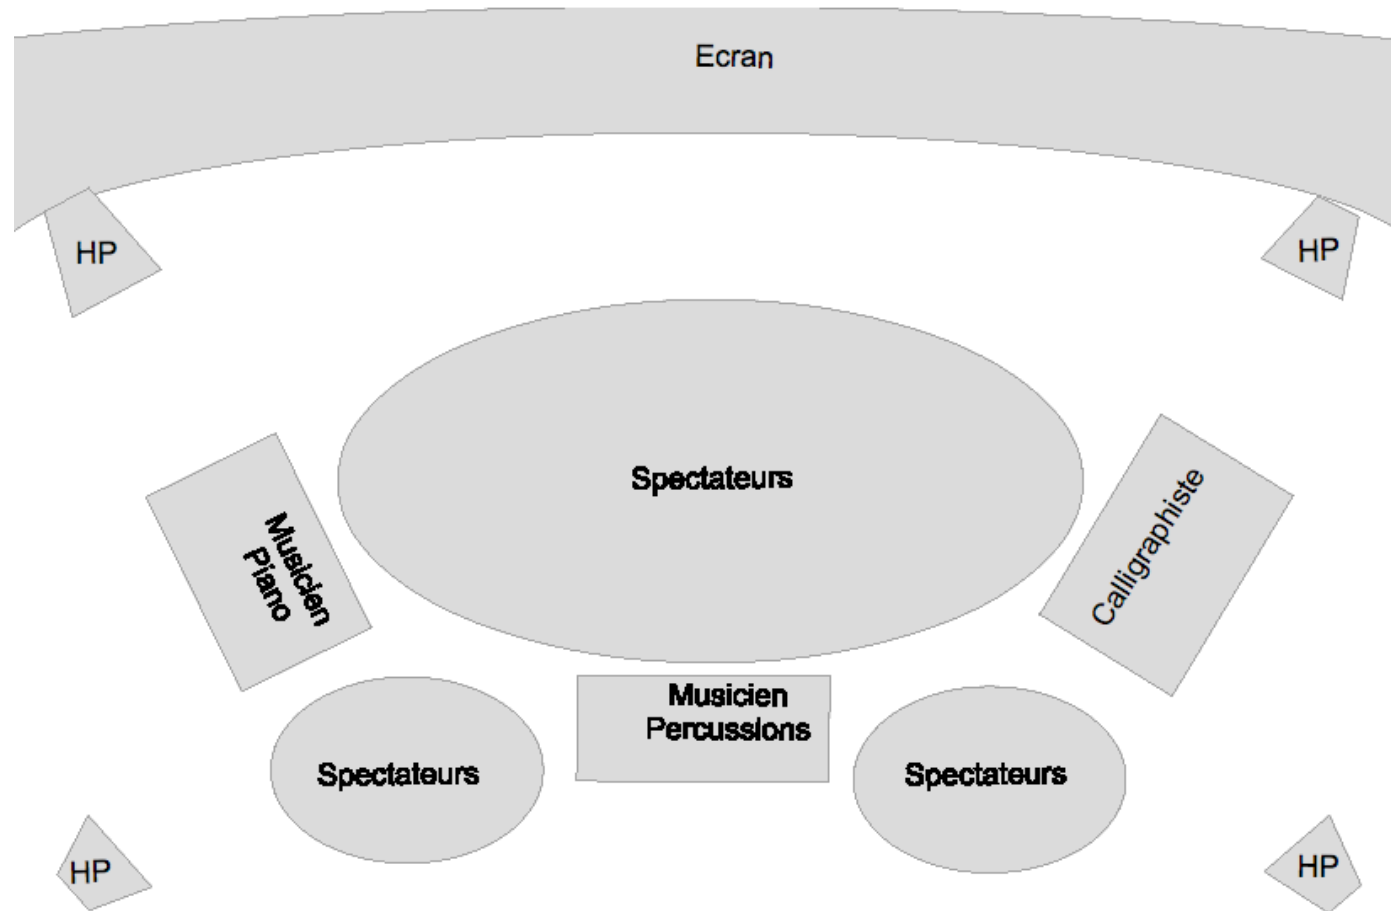 Ecran
HP
HP
Spectateurs
Musicien
Piano
Calligraphiste
Musicien
Percussions
Spectateurs
Spectateurs
HP
HP